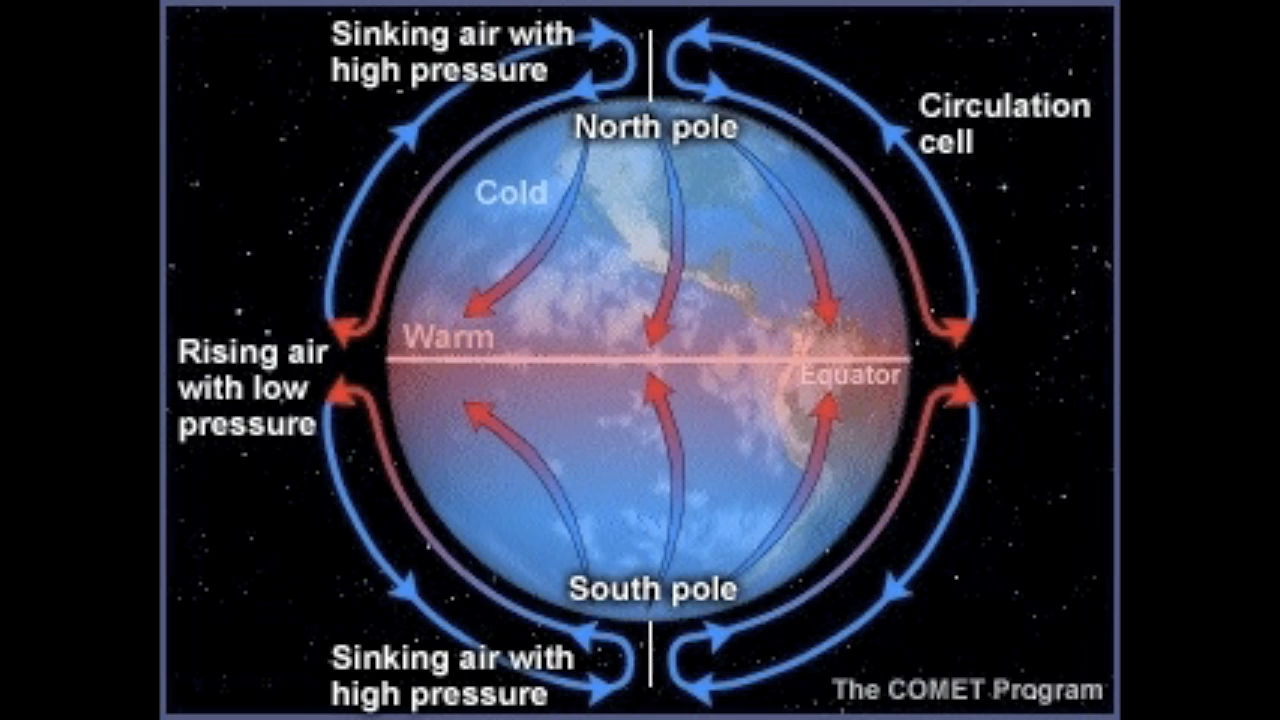 Sinking air with
high pressure
Circulation
cell
North pole
Cold
Warm
Rising air
with low
pressure
Equator
South pole
Sinking air with
high pressure
The COMET Program